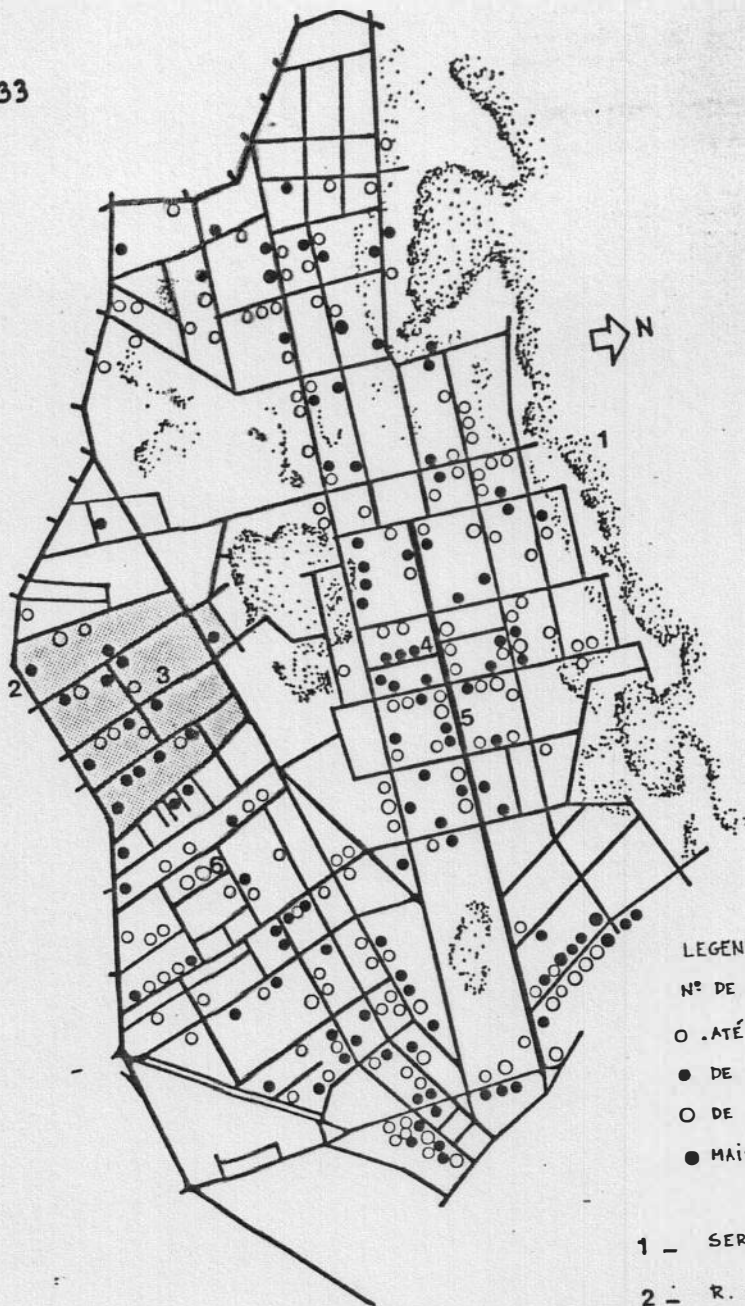 33
N
1
2
3
4
5
6
LEGEN
Nº DE
O .ATÉ
● DE
O DE
● MAI
1 - SER
2 - R.